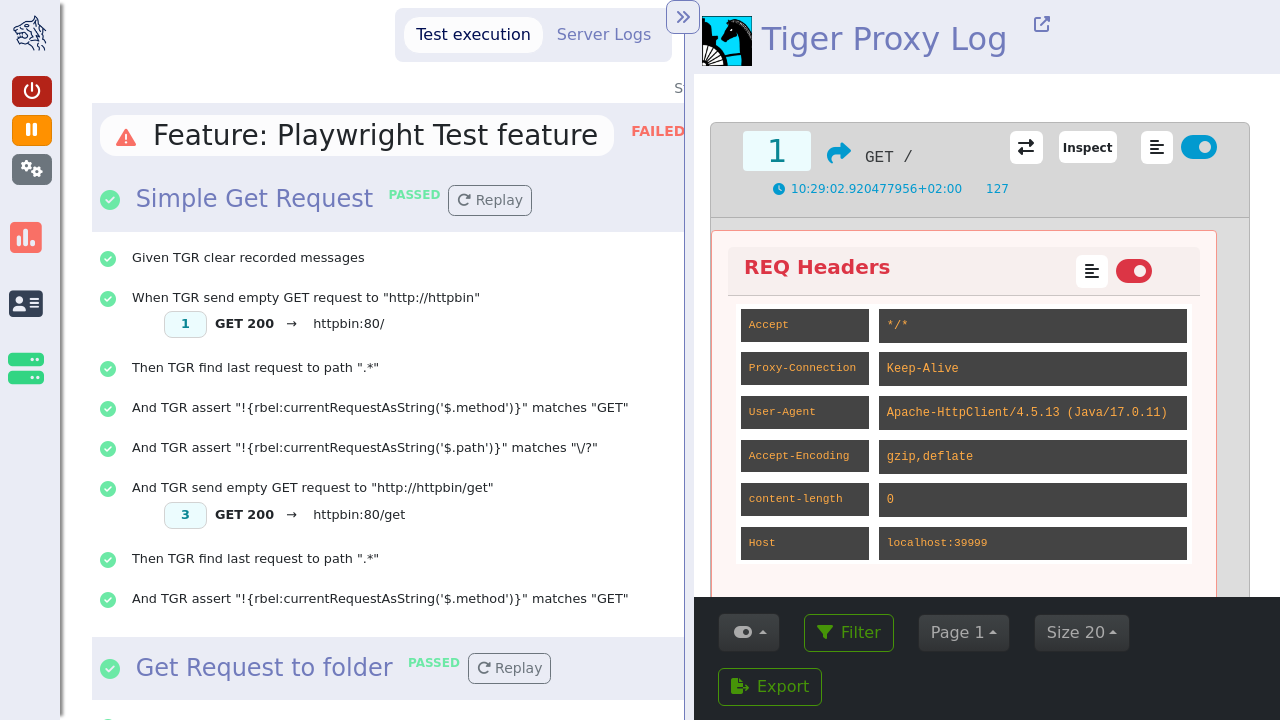 Test execution
Server Logs
S
Feature: Playwright Test feature
FAILED
Simple Get Request
PASSED
Replay
Given TGR clear recorded messages
When TGR send empty GET request to "http://httpbin"
1 GET 200 → httpbin:80/
Then TGR find last request to path ".*"
And TGR assert "!{rbel:currentRequestAsString('$.method')}" matches "GET"
And TGR assert "!{rbel:currentRequestAsString('$.path')}" matches "\/?"
And TGR send empty GET request to "http://httpbin/get"
3 GET 200 → httpbin:80/get
Then TGR find last request to path ".*"
And TGR assert "!{rbel:currentRequestAsString('$.method')}" matches "GET"
Get Request to folder
PASSED
Replay
Tiger Proxy Log
1
GET /
Inspect
10:29:02.920477956+02:00
127
REQ Headers
Accept
*/*
Proxy-Connection
Keep-Alive
User-Agent
Apache-HttpClient/4.5.13 (Java/17.0.11)
Accept-Encoding
gzip,deflate
content-length
0
Host
localhost:39999
Filter
Page 1
Size 20
Export